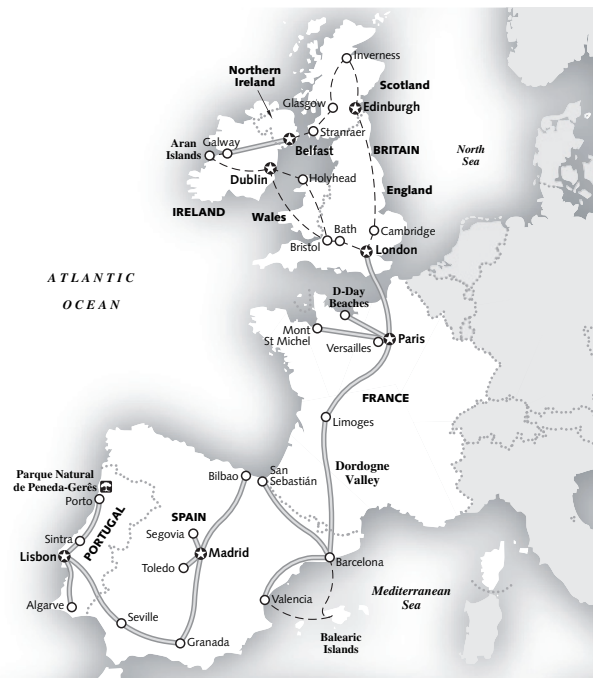 Inverness
Northern
Ireland
Scotland
Glasgow
Edinburgh
Stranraer
Aran
Islands
Galway
Belfast
BRITAIN
North
Sea
Dublin
Holyhead
England
IRELAND
Wales
Bath
Cambridge
Bristol
London
ATLANTIC
OCEAN
D-Day
Beaches
Mont
St Michel
Versailles
Paris
FRANCE
Limoges
Dordogne
Valley
Parque Natural
de Peneda-Gerês
Porto
Bilbao
San
Sebastián
PORTUGAL
SPAIN
Segovia
Sintra
Lisbon
Madrid
Toledo
Barcelona
Algarve
Valencia
Mediterranean
Sea
Seville
Granada
Balearic
Islands